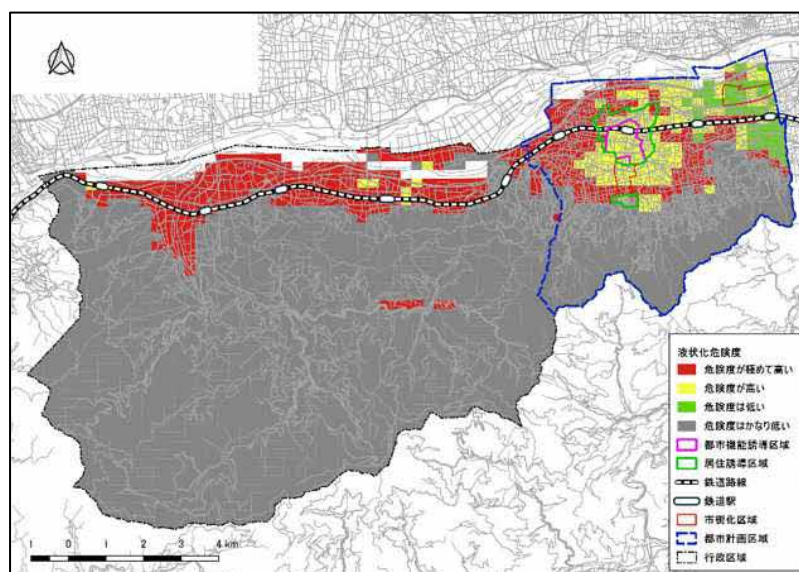 液状化危険度
危険度が極めて高い
危険度が高い
危険度は低い
危険度はかなり低い
都市機能誘導区域
居住誘導区域
鉄道路線
鉄道駅
市街化区域
都市計画区域
行政区域
1 0 1 2 3 4 km